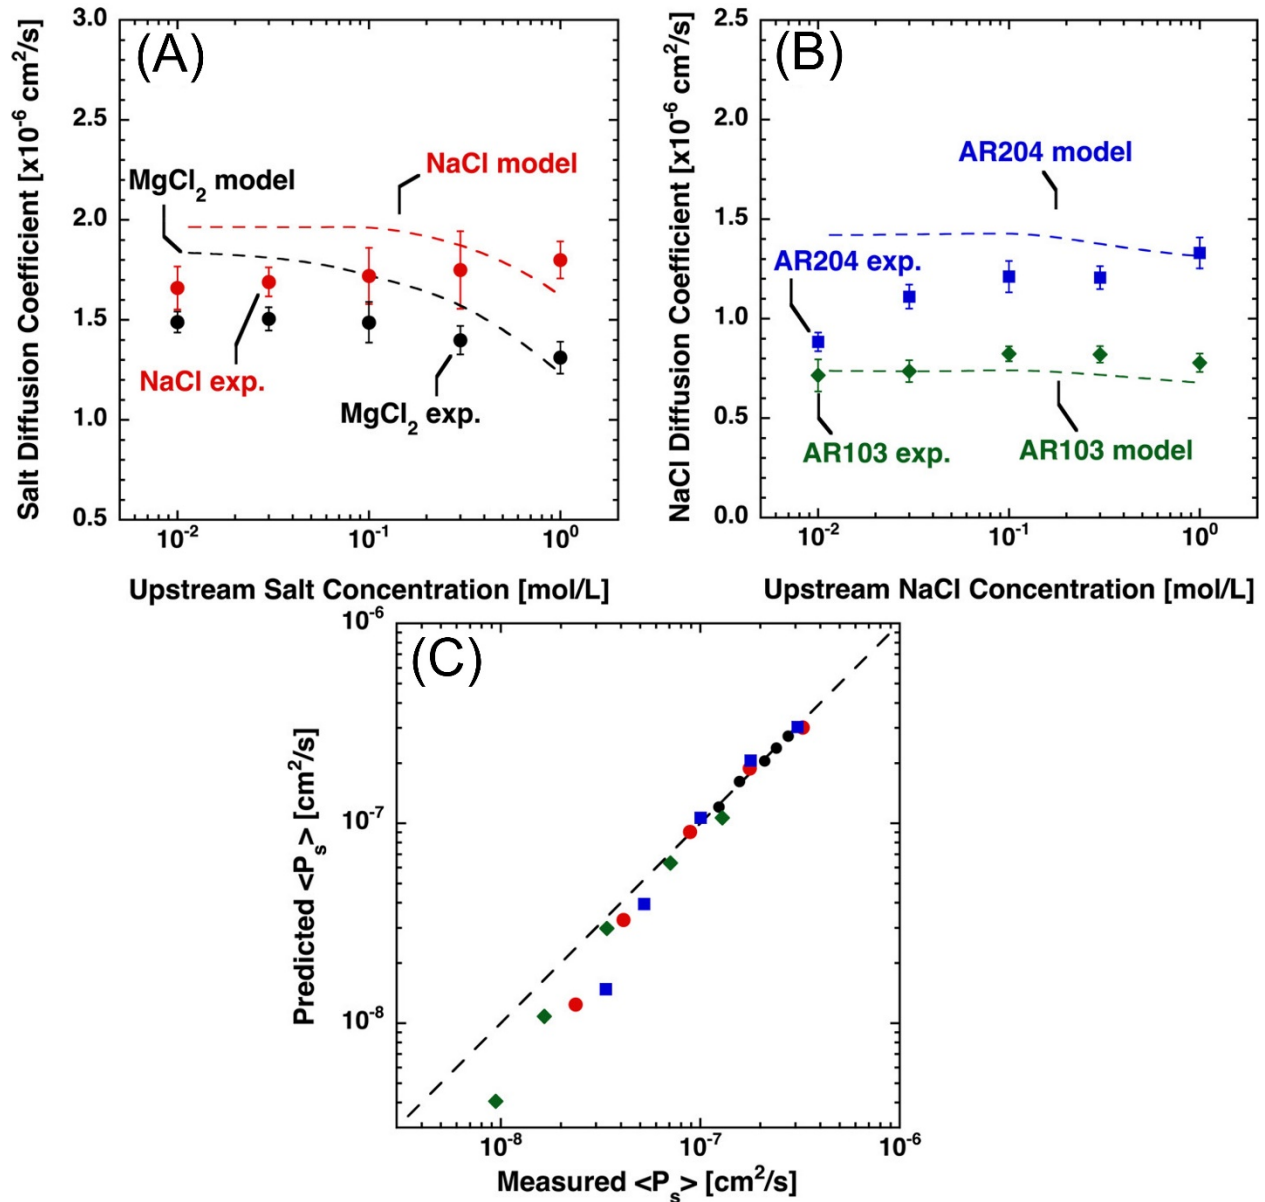 (A)
Salt Diffusion Coefficient [x10⁻⁶ cm²/s]
3.0
2.5
2.0
1.5
1.0
0.5
NaCl model
MgCl₂ model
NaCl exp.
MgCl₂ exp.
10⁻²
10⁻¹
10⁰
Upstream Salt Concentration [mol/L]
(B)
NaCl Diffusion Coefficient [x10⁻⁶ cm²/s]
2.5
2.0
1.5
1.0
0.5
0.0
AR204 model
AR204 exp.
AR103 exp.
AR103 model
10⁻²
10⁻¹
10⁰
Upstream NaCl Concentration [mol/L]
(C)
Predicted <Pₛ> [cm²/s]
10⁻⁶
10⁻⁷
10⁻⁸
10⁻⁸
10⁻⁷
10⁻⁶
Measured <Pₛ> [cm²/s]